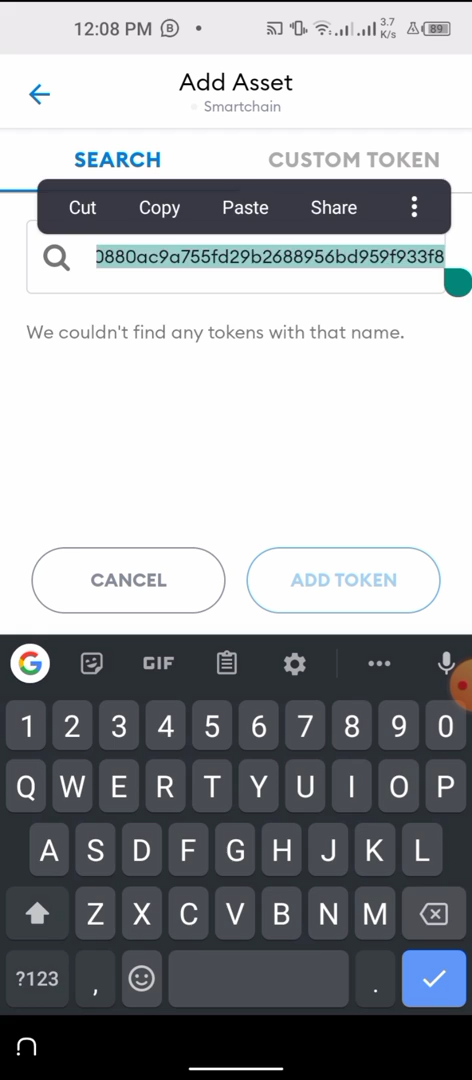 12:08 PM B 3.7 K/s 89
Add Asset
Smartchain
SEARCH CUSTOM TOKEN
Cut Copy Paste Share
0880ac9a755fd29b2688956bd959f933f8
We couldn't find any tokens with that name.
CANCEL ADD TOKEN
G GIF
1 2 3 4 5 6 7 8 9 0
Q W E R T Y U I O P
A S D F G H J K L
Z X C V B N M
?123 , .